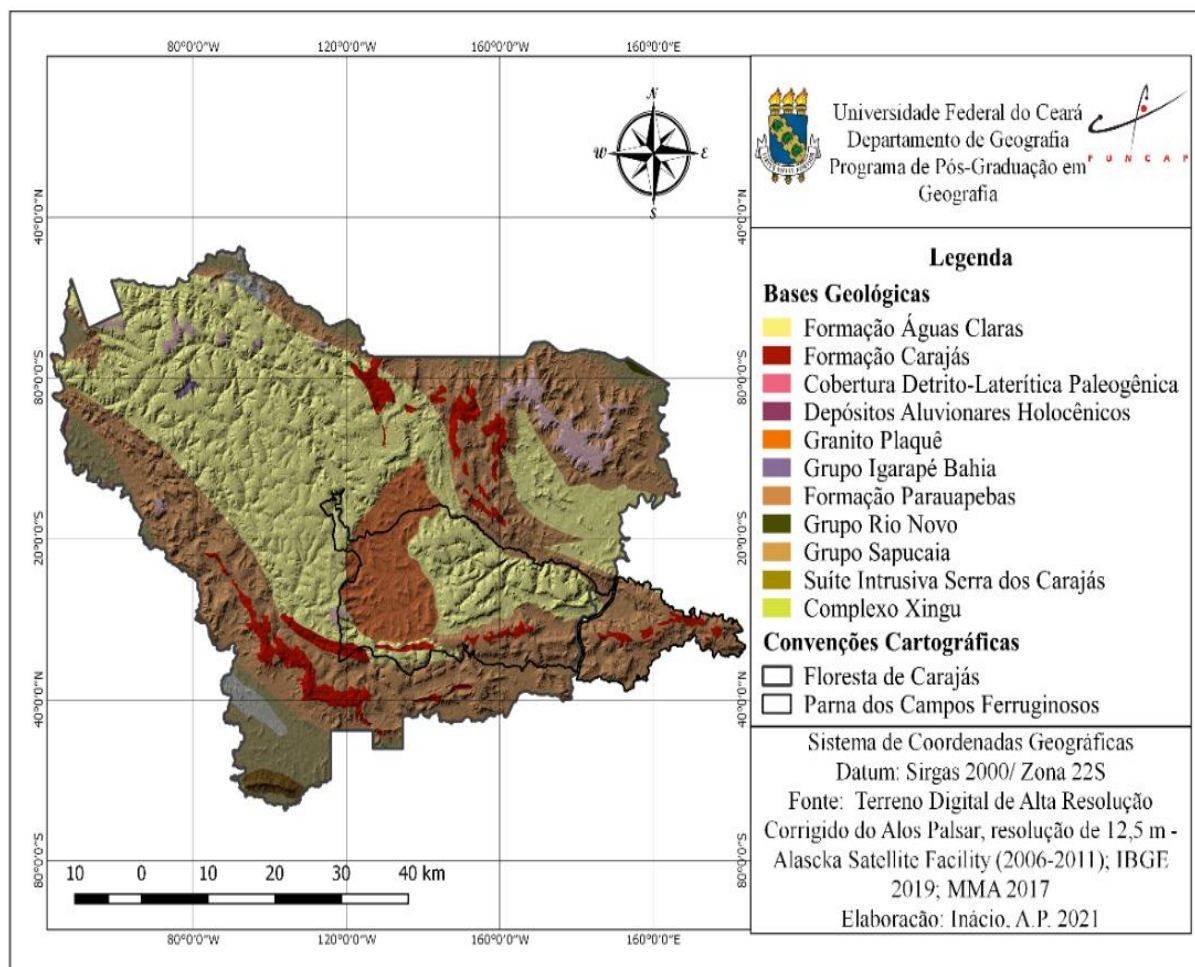 80°0'0"W 120°0'0"W 160°0'0"W 160°0'0"E
40°0'0"N
80°0'0"S
20°0'0"S
40°0'0"N
80°0'0"S
40°0'0"N
80°0'0"S
20°0'0"S
40°0'0"N
80°0'0"S
N
W E
S
10 0 10 20 30 40 km
80°0'0"W 120°0'0"W 160°0'0"W 160°0'0"E
Universidade Federal do Ceará
Departamento de Geografia
Programa de Pós-Graduação em
Geografia
FUNCAP
Legenda
Bases Geológicas
Formação Águas Claras
Formação Carajás
Cobertura Detrito-Laterítica Paleogênica
Depósitos Aluvionares Holocênicos
Granito Plaquê
Grupo Igarapé Bahia
Formação Parauapebas
Grupo Rio Novo
Grupo Sapucaia
Suíte Intrusiva Serra dos Carajás
Complexo Xingu
Convenções Cartográficas
Floresta de Carajás
Parna dos Campos Ferruginosos
Sistema de Coordenadas Geográficas
Datum: Sirgas 2000/ Zona 22S
Fonte: Terreno Digital de Alta Resolução
Corrigido do Alos Palsar, resolução de 12,5 m -
Alascka Satellite Facility (2006-2011); IBGE
2019; MMA 2017
Elaboracão: Inácio, A.P. 2021